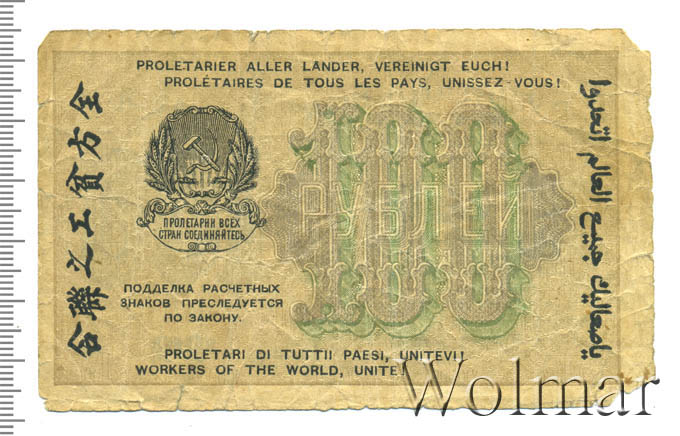 PROLETARIER ALLER LANDER, VEREINIGT EUCH!
PROLÉTAIRES DE TOUS LES PAYS, UNISSEZ-VOUS!
全方貧工之聯合
ПРОЛЕТАРИИ ВСЕХ
СТРАН СОЕДИНЯЙТЕСЬ
100
РУБЛЕЙ
ياصعاليك جميع العالم اتحدوا
ПОДДЕЛКА РАСЧЕТНЫХ
ЗНАКОВ ПРЕСЛЕДУЕТСЯ
ПО ЗАКОНУ.
PROLETARI DI TUTTII PAESI, UNITEVI!
WORKERS OF THE WORLD, UNITE!
Wolmar